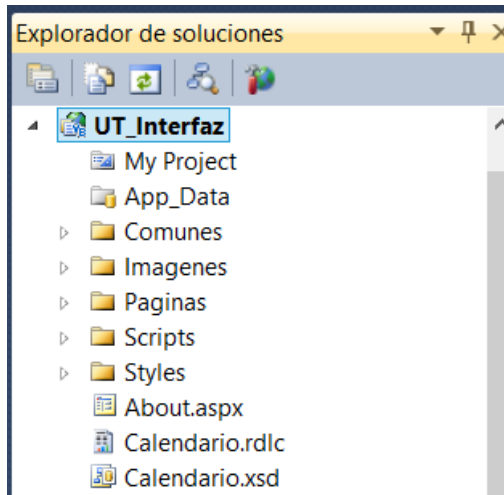 Explorador de soluciones
UT_Interfaz
My Project
App_Data
Comunes
Imagenes
Paginas
Scripts
Styles
About.aspx
Calendario.rdlc
Calendario.xsd